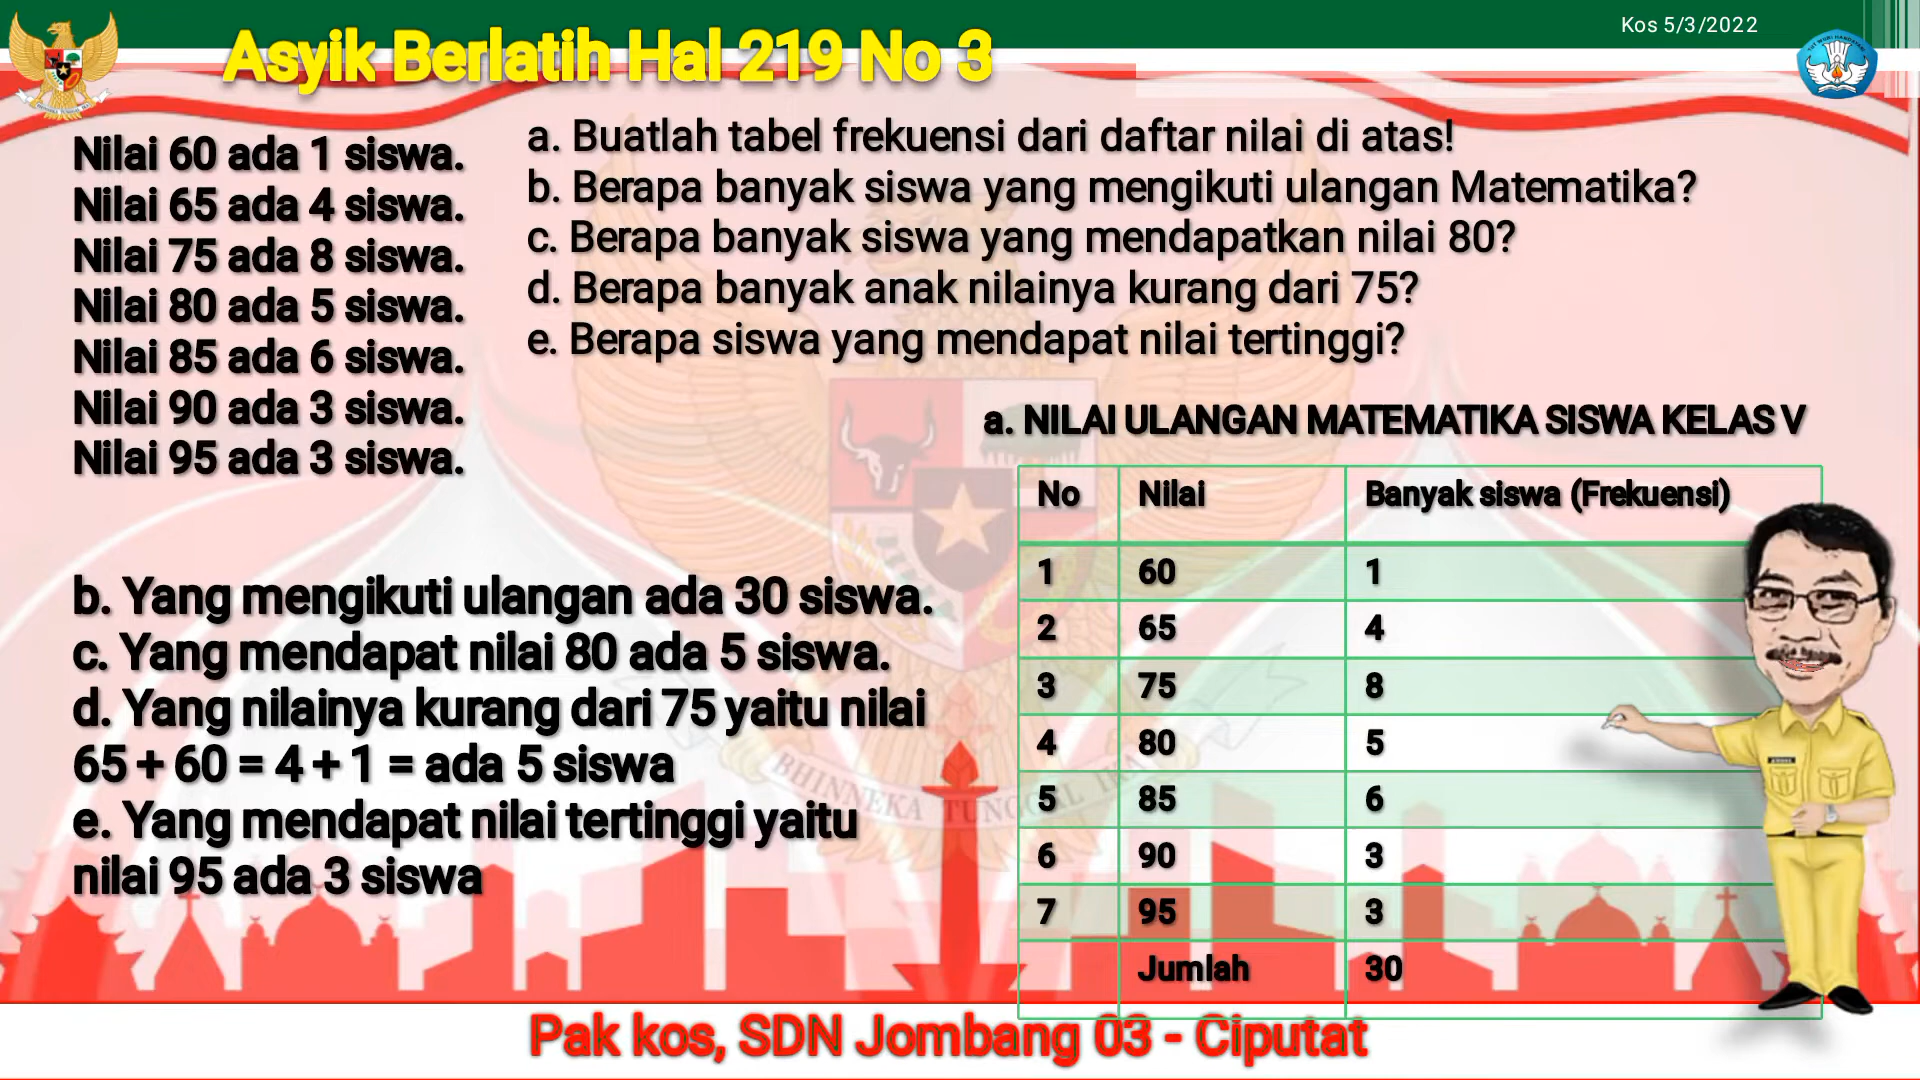 Kos 5/3/2022
Asyik Berlatih Hal 219 No 3
Nilai 60 ada 1 siswa.
Nilai 65 ada 4 siswa.
Nilai 75 ada 8 siswa.
Nilai 80 ada 5 siswa.
Nilai 85 ada 6 siswa.
Nilai 90 ada 3 siswa.
Nilai 95 ada 3 siswa.
a. Buatlah tabel frekuensi dari daftar nilai di atas!
b. Berapa banyak siswa yang mengikuti ulangan Matematika?
c. Berapa banyak siswa yang mendapatkan nilai 80?
d. Berapa banyak anak nilainya kurang dari 75?
e. Berapa siswa yang mendapat nilai tertinggi?
b. Yang mengikuti ulangan ada 30 siswa.
c. Yang mendapat nilai 80 ada 5 siswa.
d. Yang nilainya kurang dari 75 yaitu nilai
65 + 60 = 4 + 1 = ada 5 siswa
e. Yang mendapat nilai tertinggi yaitu
nilai 95 ada 3 siswa
a. NILAI ULANGAN MATEMATIKA SISWA KELAS V
No Nilai Banyak siswa (Frekuensi)
1 60 1
2 65 4
3 75 8
4 80 5
5 85 6
6 90 3
7 95 3
Jumlah 30
BHINNEKA TUNGGAL IKA
Pak kos, SDN Jombang 03 - Ciputat